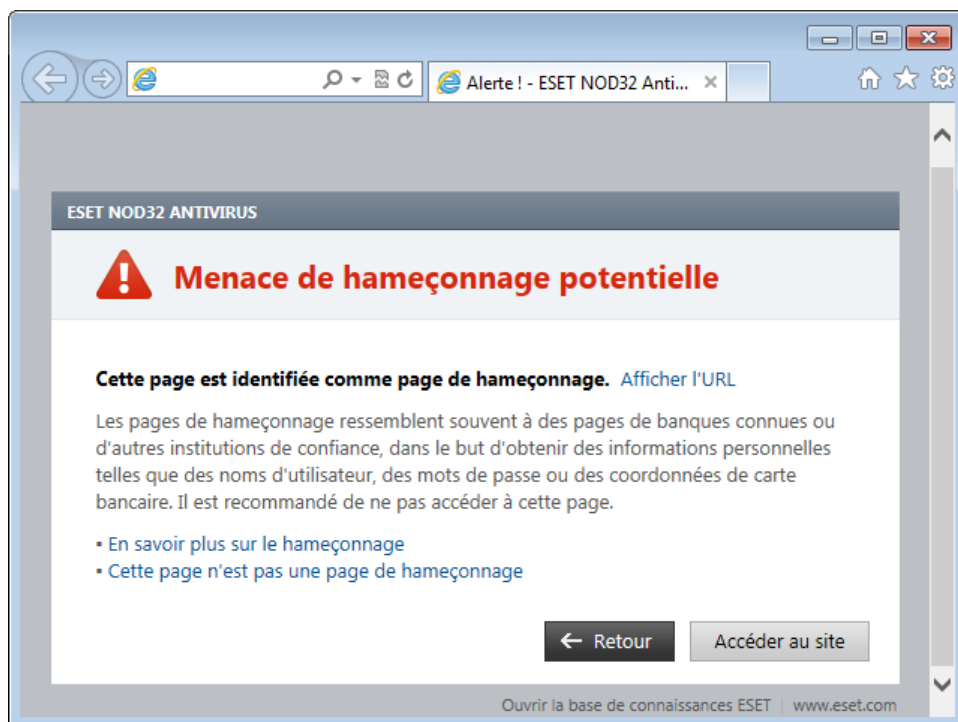 Alerte ! - ESET NOD32 Anti...
ESET NOD32 ANTIVIRUS
Menace de hameçonnage potentielle
Cette page est identifiée comme page de hameçonnage. Afficher l'URL
Les pages de hameçonnage ressemblent souvent à des pages de banques connues ou
d'autres institutions de confiance, dans le but d'obtenir des informations personnelles
telles que des noms d'utilisateur, des mots de passe ou des coordonnées de carte
bancaire. Il est recommandé de ne pas accéder à cette page.
▪ En savoir plus sur le hameçonnage
▪ Cette page n'est pas une page de hameçonnage
← Retour Accéder au site
Ouvrir la base de connaissances ESET | www.eset.com